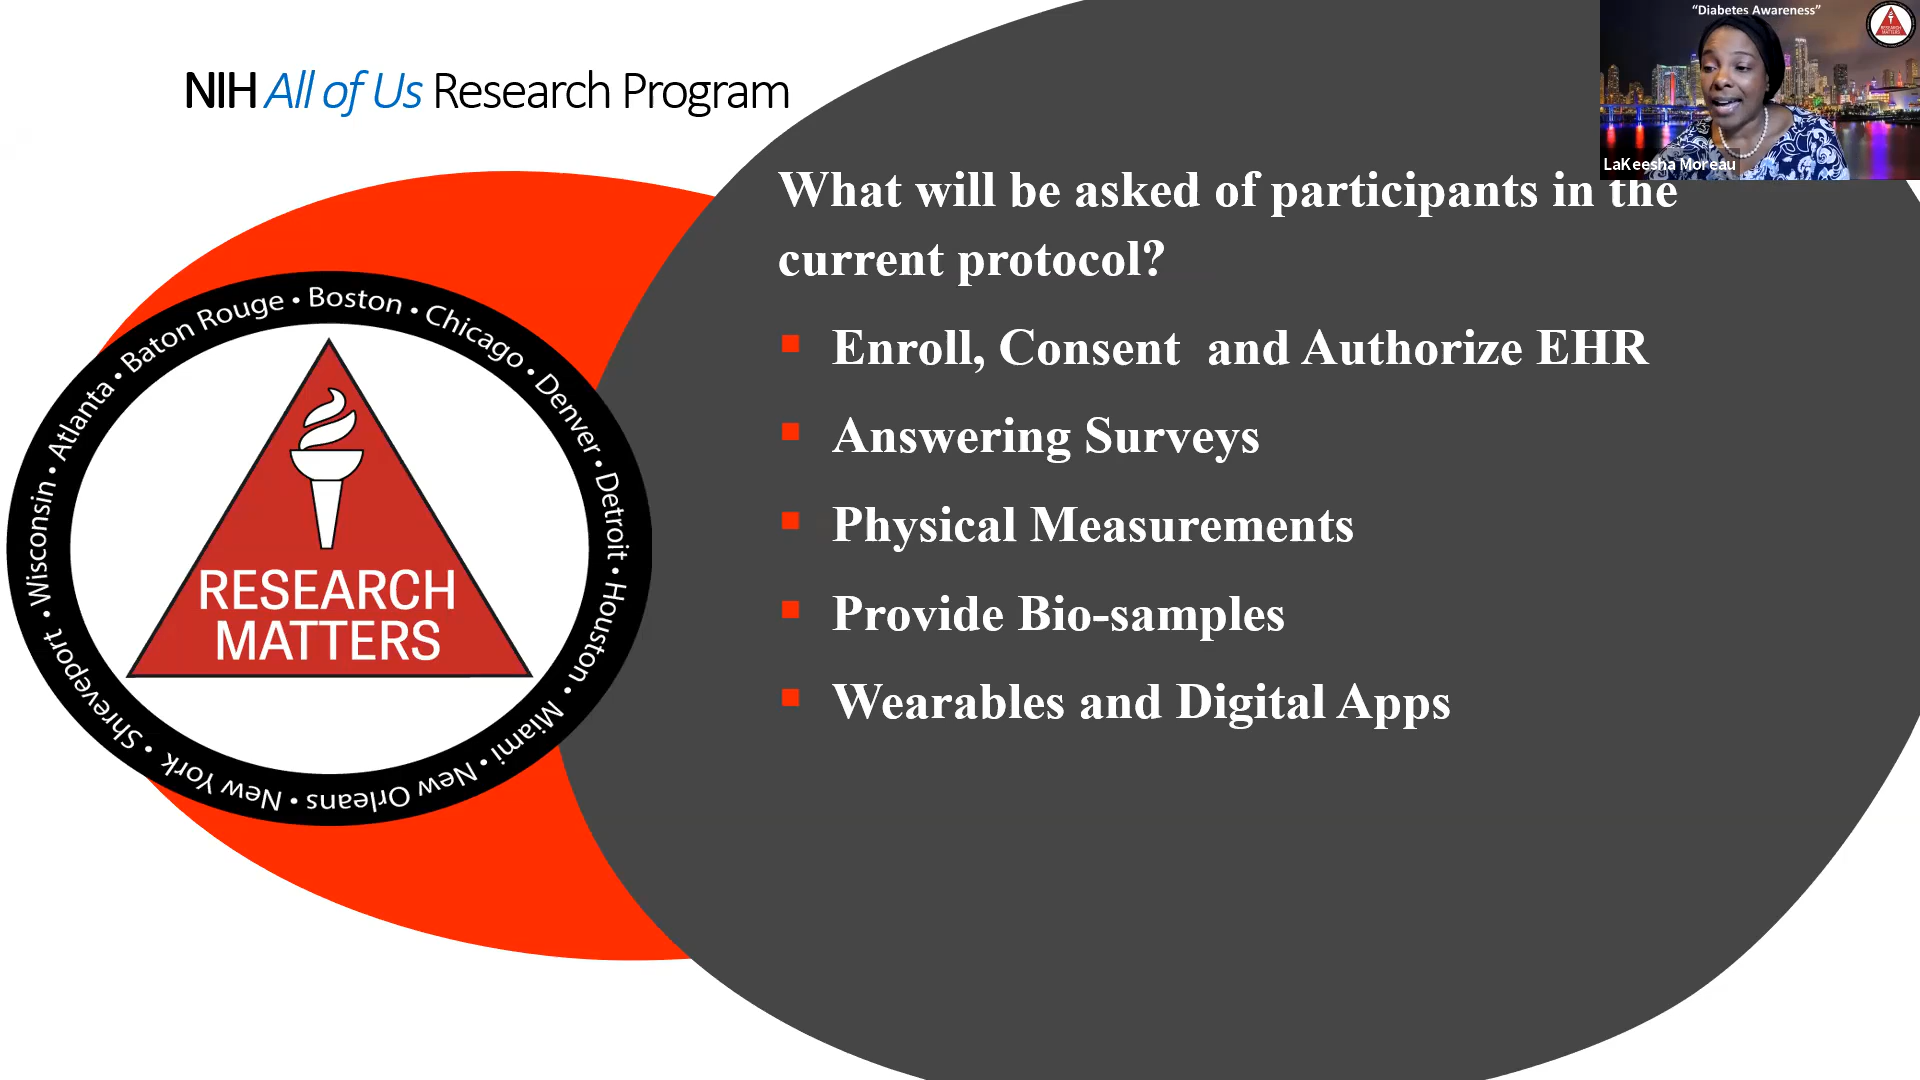 NIH All of Us Research Program
"Diabetes Awareness"
RESEARCH
MATTERS
LaKeesha Moreau
What will be asked of participants in the
current protocol?
▪ Enroll, Consent and Authorize EHR
▪ Answering Surveys
▪ Physical Measurements
▪ Provide Bio-samples
▪ Wearables and Digital Apps
Atlanta • Baton Rouge • Boston • Chicago • Denver • Detroit • Houston • Miami • New Orleans • New York • Shreveport • Wisconsin •
RESEARCH
MATTERS